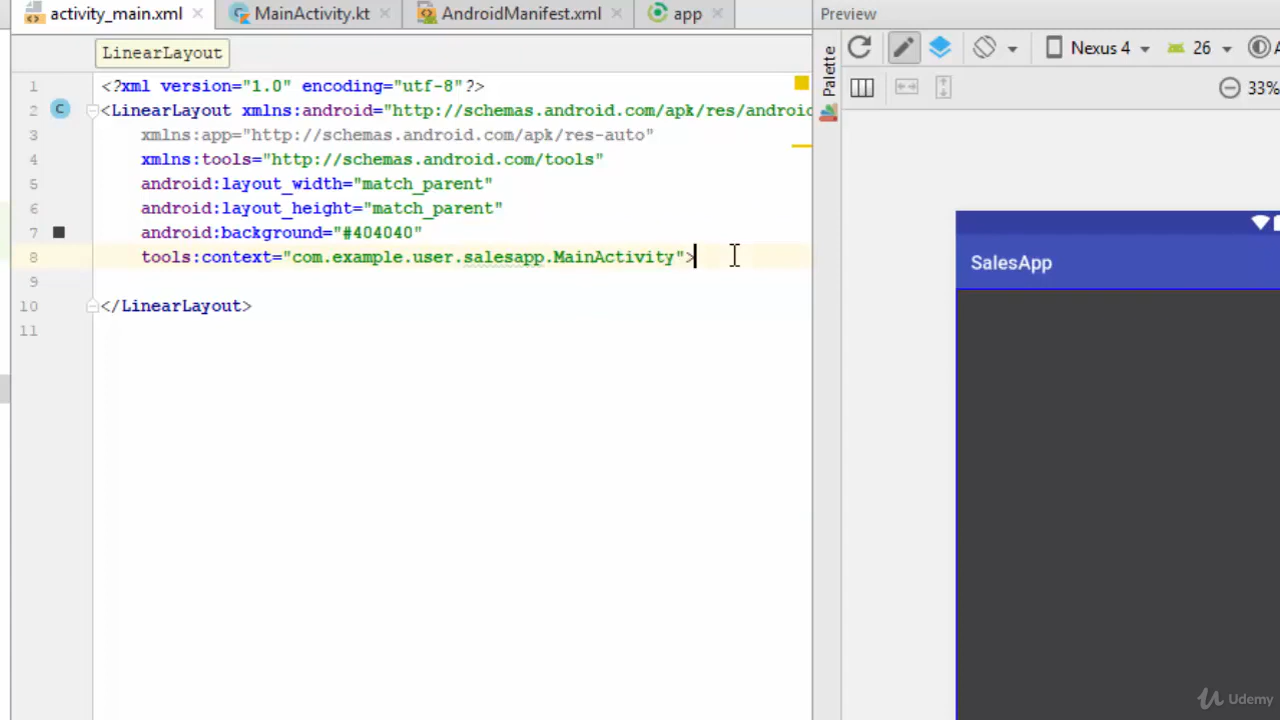 activity_main.xml
MainActivity.kt
AndroidManifest.xml
app
Preview
LinearLayout
Palette
Nexus 4
26
33%
1 <?xml version="1.0" encoding="utf-8"?>
2 <LinearLayout xmlns:android="http://schemas.android.com/apk/res/androi
3 xmlns:app="http://schemas.android.com/apk/res-auto"
4 xmlns:tools="http://schemas.android.com/tools"
5 android:layout_width="match_parent"
6 android:layout_height="match_parent"
7 android:background="#404040"
8 tools:context="com.example.user.salesapp.MainActivity">
9
10 </LinearLayout>
11
SalesApp
Udemy